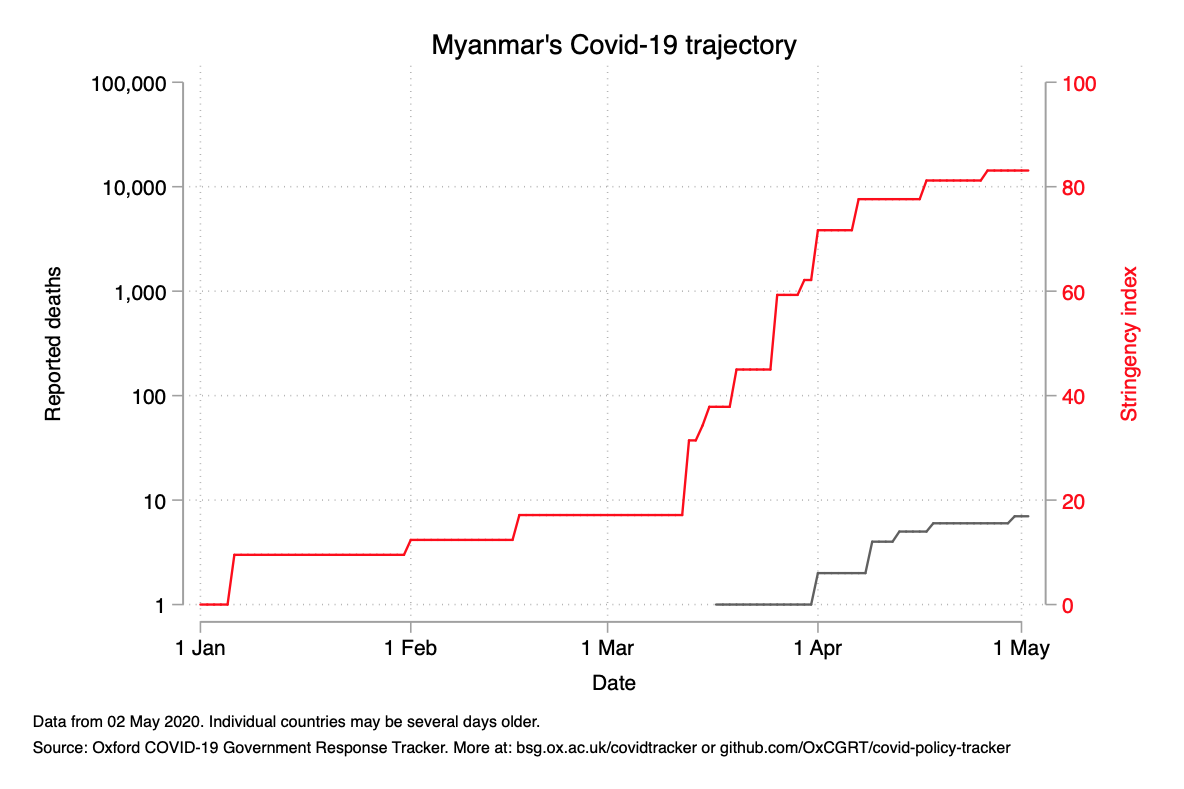 Myanmar's Covid-19 trajectory
100,000
10,000
1,000
100
10
1
Reported deaths
100
80
60
40
20
0
Stringency index
1 Jan
1 Feb
1 Mar
1 Apr
1 May
Date
Data from 02 May 2020. Individual countries may be several days older.
Source: Oxford COVID-19 Government Response Tracker. More at: bsg.ox.ac.uk/covidtracker or github.com/OxCGRT/covid-policy-tracker